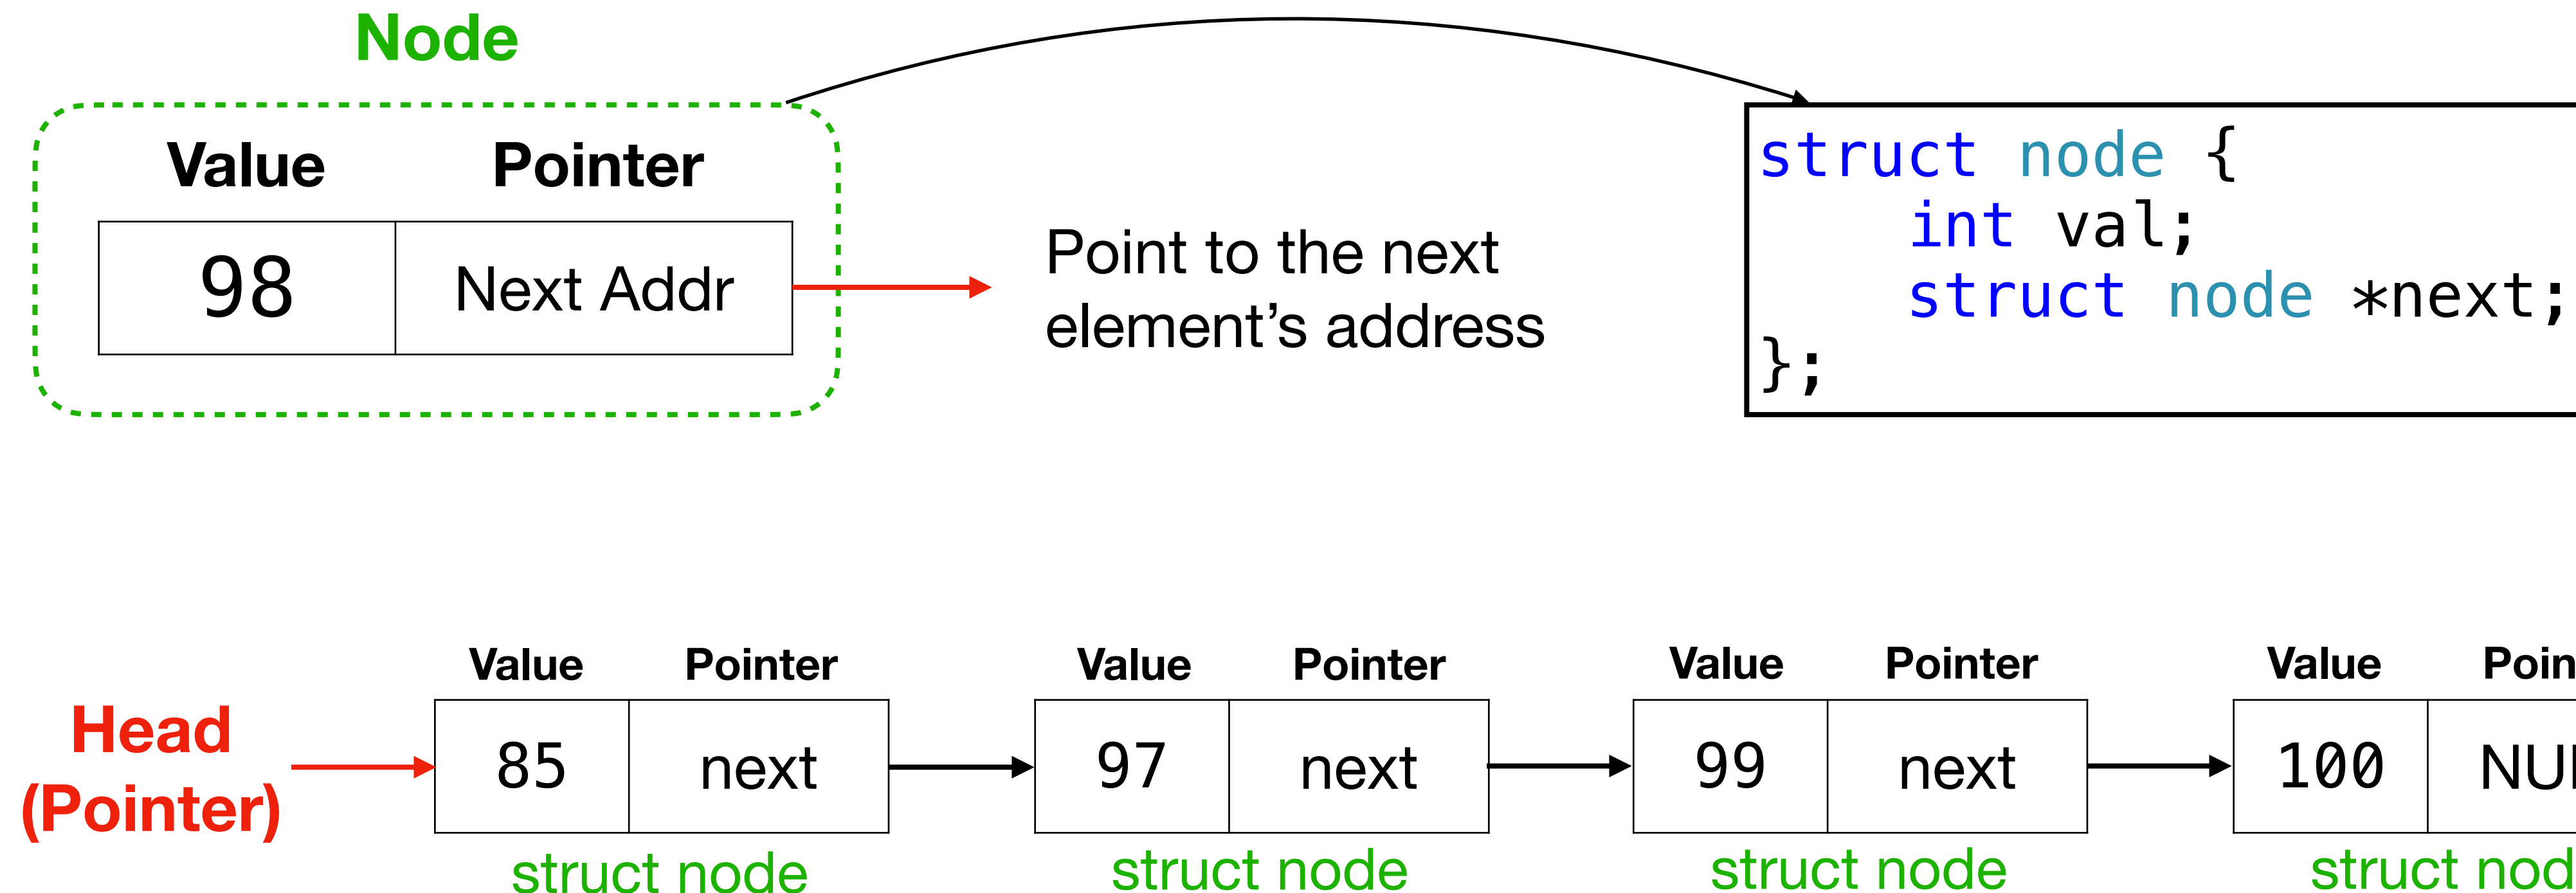 Node
Value Pointer
98 Next Addr
Point to the next
element’s address
struct node {
    int val;
    struct node *next;
};
Value Pointer Value Pointer Value Pointer Value
Head
(Pointer)
85 next 97 next 99 next 100
struct node struct node struct node struct